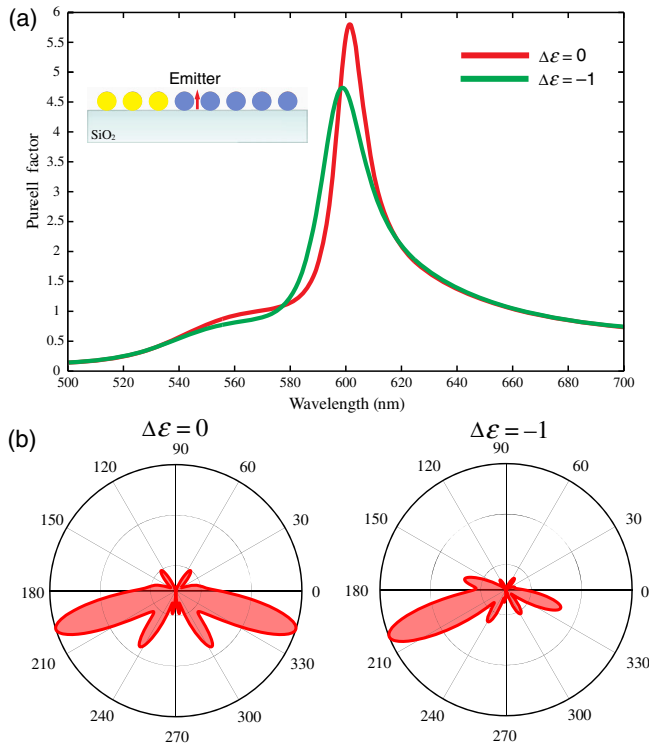 (a)
6
5.5
5
4.5
4
3.5
3
2.5
2
1.5
1
0.5
0
Purcell factor
500 520 540 560 580 600 620 640 660 680 700
Wavelength (nm)
Δε = 0
Δε = −1
Emitter
SiO₂
(b)
Δε = 0
90
120 60
150 30
180 0
210 330
240 300
270
Δε = −1
90
120 60
150 30
180 0
210 330
240 300
270